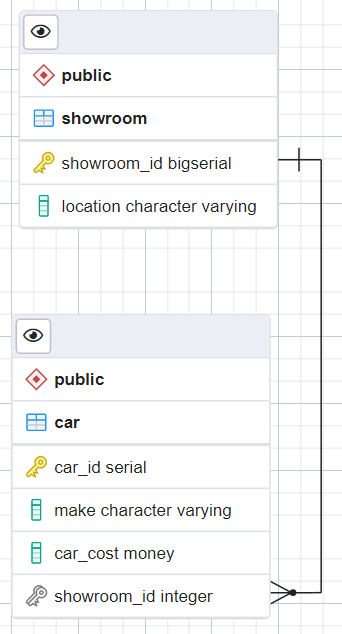 public
showroom
showroom_id bigserial
location character varying
public
car
car_id serial
make character varying
car_cost money
showroom_id integer